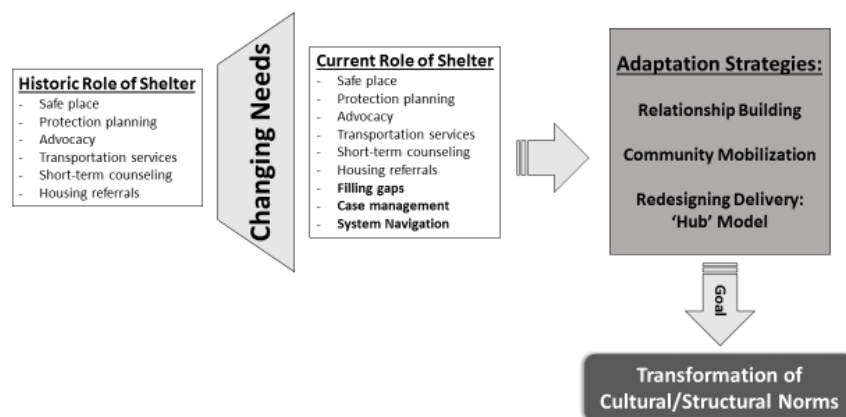 Historic Role of Shelter
- Safe place
- Protection planning
- Advocacy
- Transportation services
- Short-term counseling
- Housing referrals
Changing Needs
Current Role of Shelter
- Safe place
- Protection planning
- Advocacy
- Transportation services
- Short-term counseling
- Housing referrals
- Filling gaps
- Case management
- System Navigation
Adaptation Strategies:
Relationship Building
Community Mobilization
Redesigning Delivery:
‘Hub’ Model
Goal
Transformation of
Cultural/Structural Norms